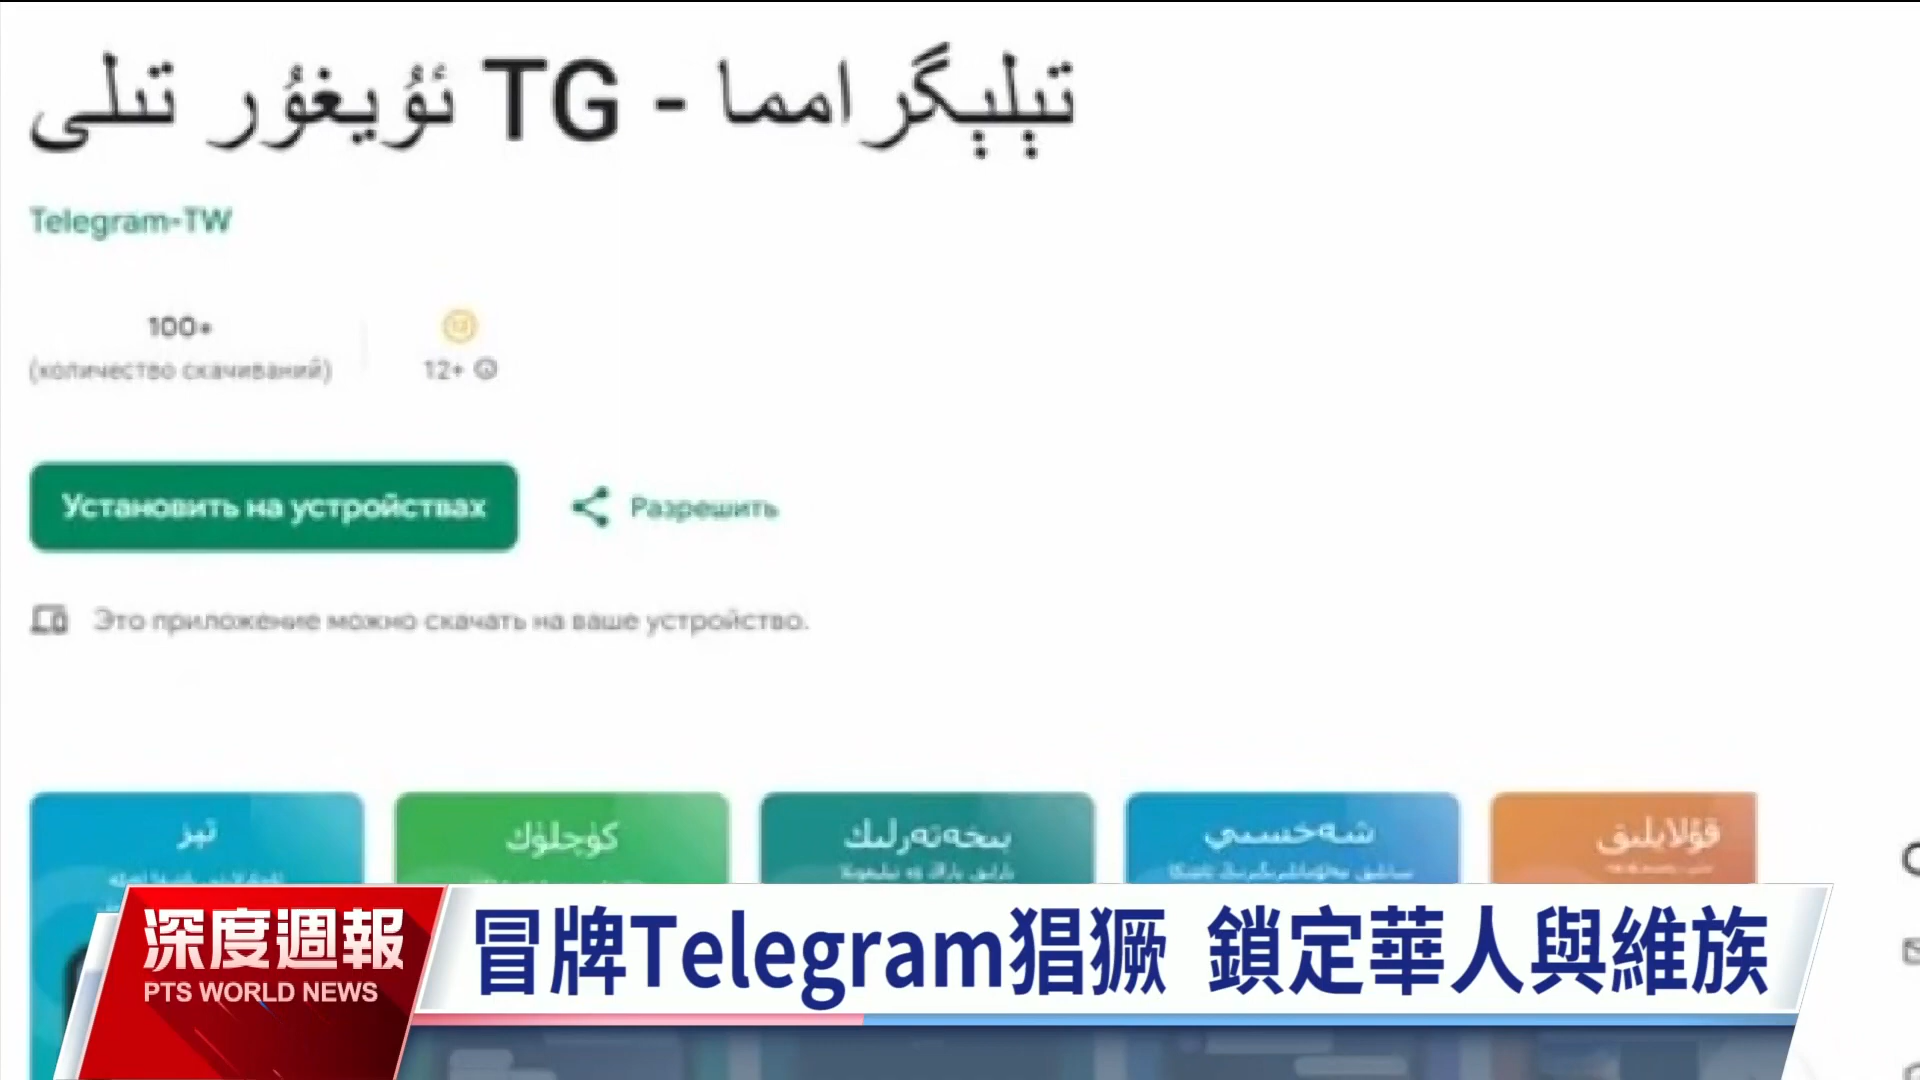 تېلېگرامما - TG ئۇيغۇر تىلى
Telegram-TW
100+
(количество скачиваний)
12+
Установить на устройствах
Разрешить
Это приложение можно скачать на ваше устройство.
تېز
كۈچلۈك
بىخەتەرلىك
شەخسىي
قۇلايلىق
深度週報
PTS WORLD NEWS
冒牌Telegram猖獗 鎖定華人與維族